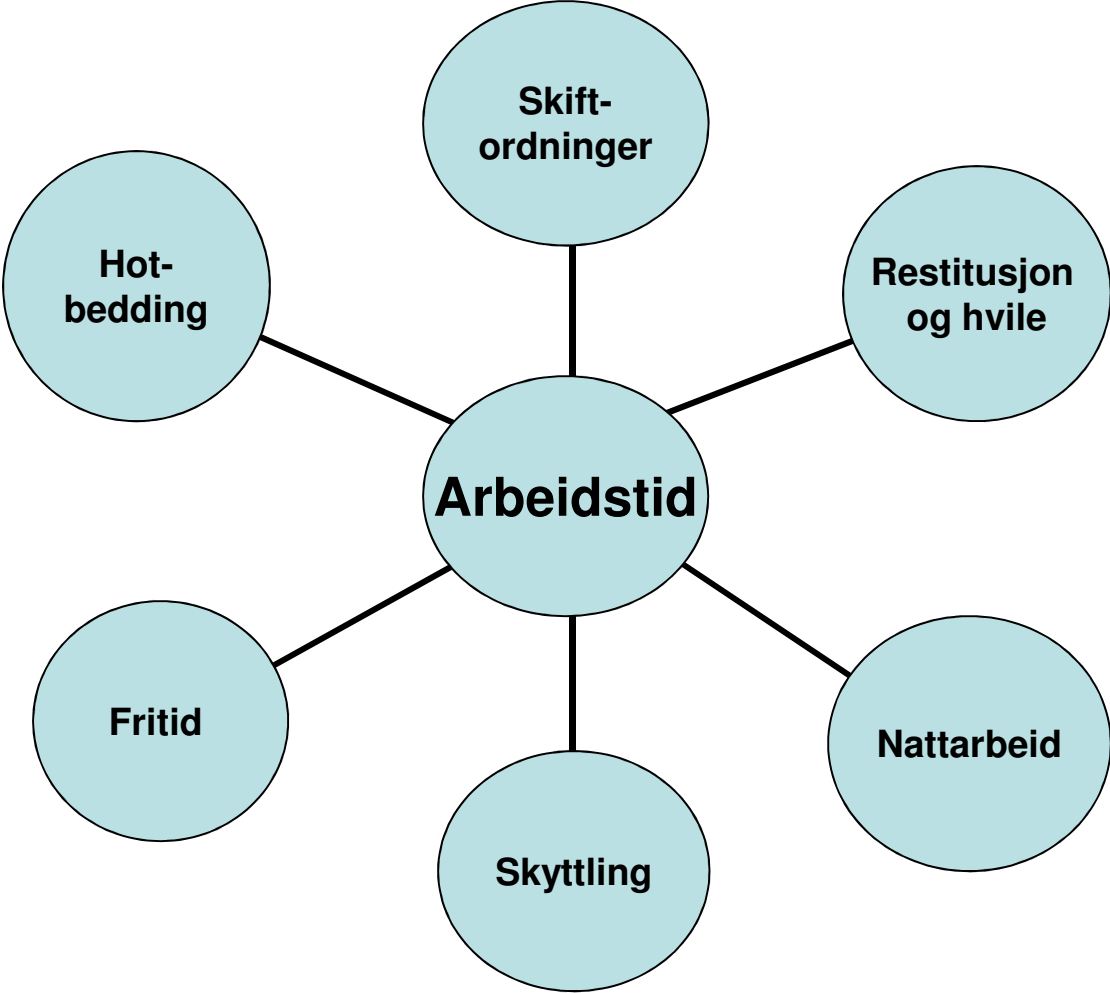 Skift-
ordninger
Hot-
bedding
Restitusjon
og hvile
Arbeidstid
Fritid
Nattarbeid
Skyttling